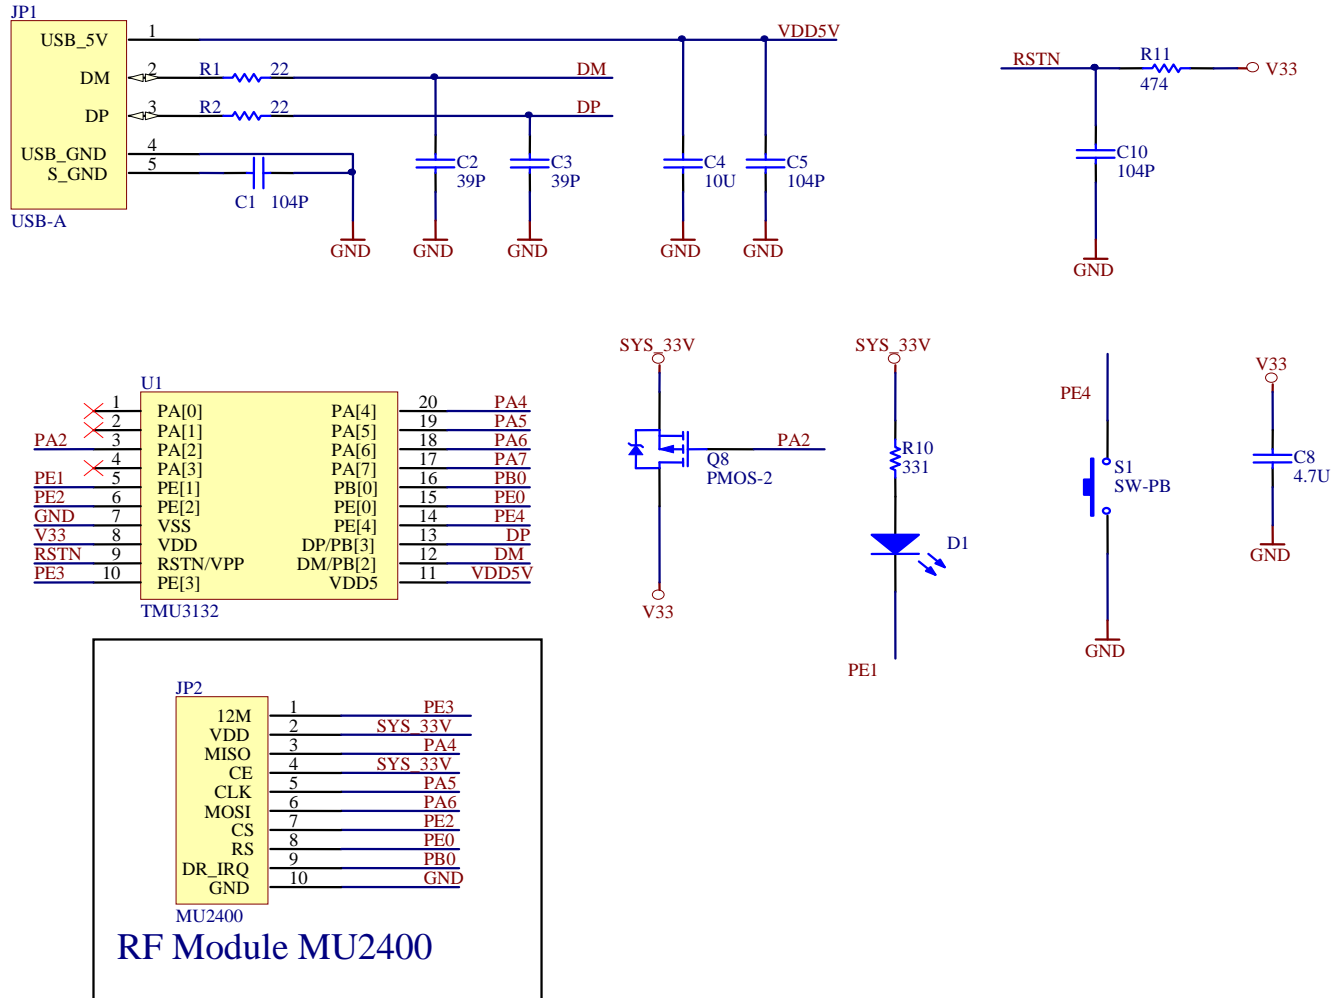 JP1
USB_5V 1 VDD5V
DM 2 R1 22 DM
DP 3 R2 22 DP
USB_GND 4
S_GND 5
C1 104P
USB-A
GND
C2
39P
GND
C3
39P
GND
C4
10U
GND
C5
104P
GND
RSTN R11 V33
474
C10
104P
GND
U1
1 PA[0] PA[4] 20 PA4
2 PA[1] PA[5] 19 PA5
PA2 3 PA[2] PA[6] 18 PA6
4 PA[3] PA[7] 17 PA7
PE1 5 PE[1] PB[0] 16 PB0
PE2 6 PE[2] PE[0] 15 PE0
GND 7 VSS PE[4] 14 PE4
V33 8 VDD DP/PB[3] 13 DP
RSTN 9 RSTN/VPP DM/PB[2] 12 DM
PE3 10 PE[3] VDD5 11 VDD5V
TMU3132
SYS_33V
PA2
Q8
PMOS-2
V33
SYS_33V
R10
331
D1
PE1
PE4
S1
SW-PB
GND
V33
C8
4.7U
GND
JP2
12M 1 PE3
VDD 2 SYS_33V
MISO 3 PA4
CE 4 SYS_33V
CLK 5 PA5
MOSI 6 PA6
CS 7 PE2
RS 8 PE0
DR_IRQ 9 PB0
GND 10 GND
MU2400
RF Module MU2400